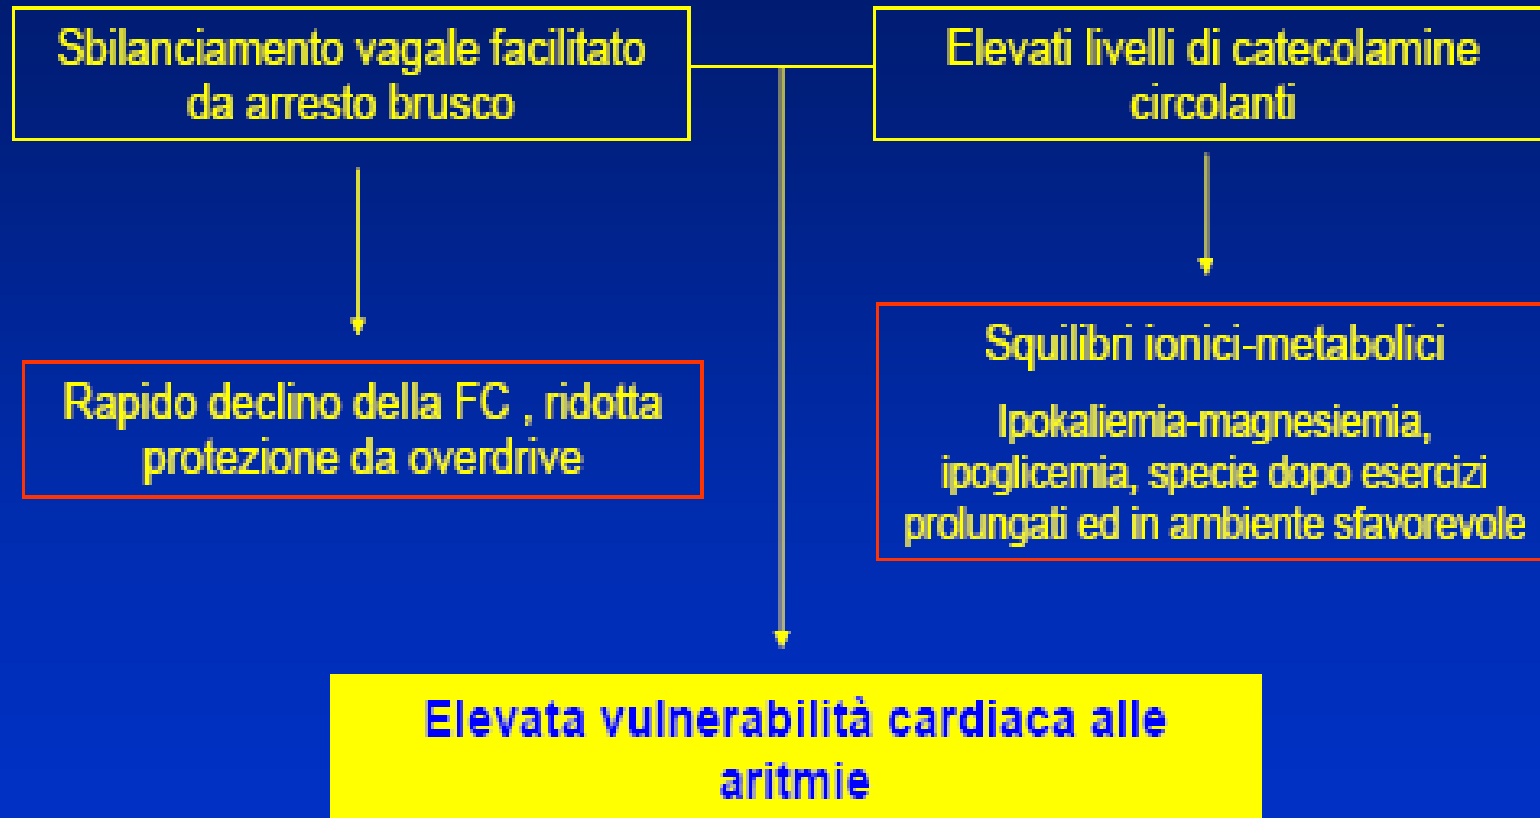 Sbilanciamento vagale facilitato
da arresto brusco
Elevati livelli di catecolamine
circolanti
Rapido declino della FC , ridotta
protezione da overdrive
Squilibri ionici-metabolici
Ipokaliemia-magnesiemia,
ipoglicemia, specie dopo esercizi
prolungati ed in ambiente sfavorevole
Elevata vulnerabilità cardiaca alle
aritmie